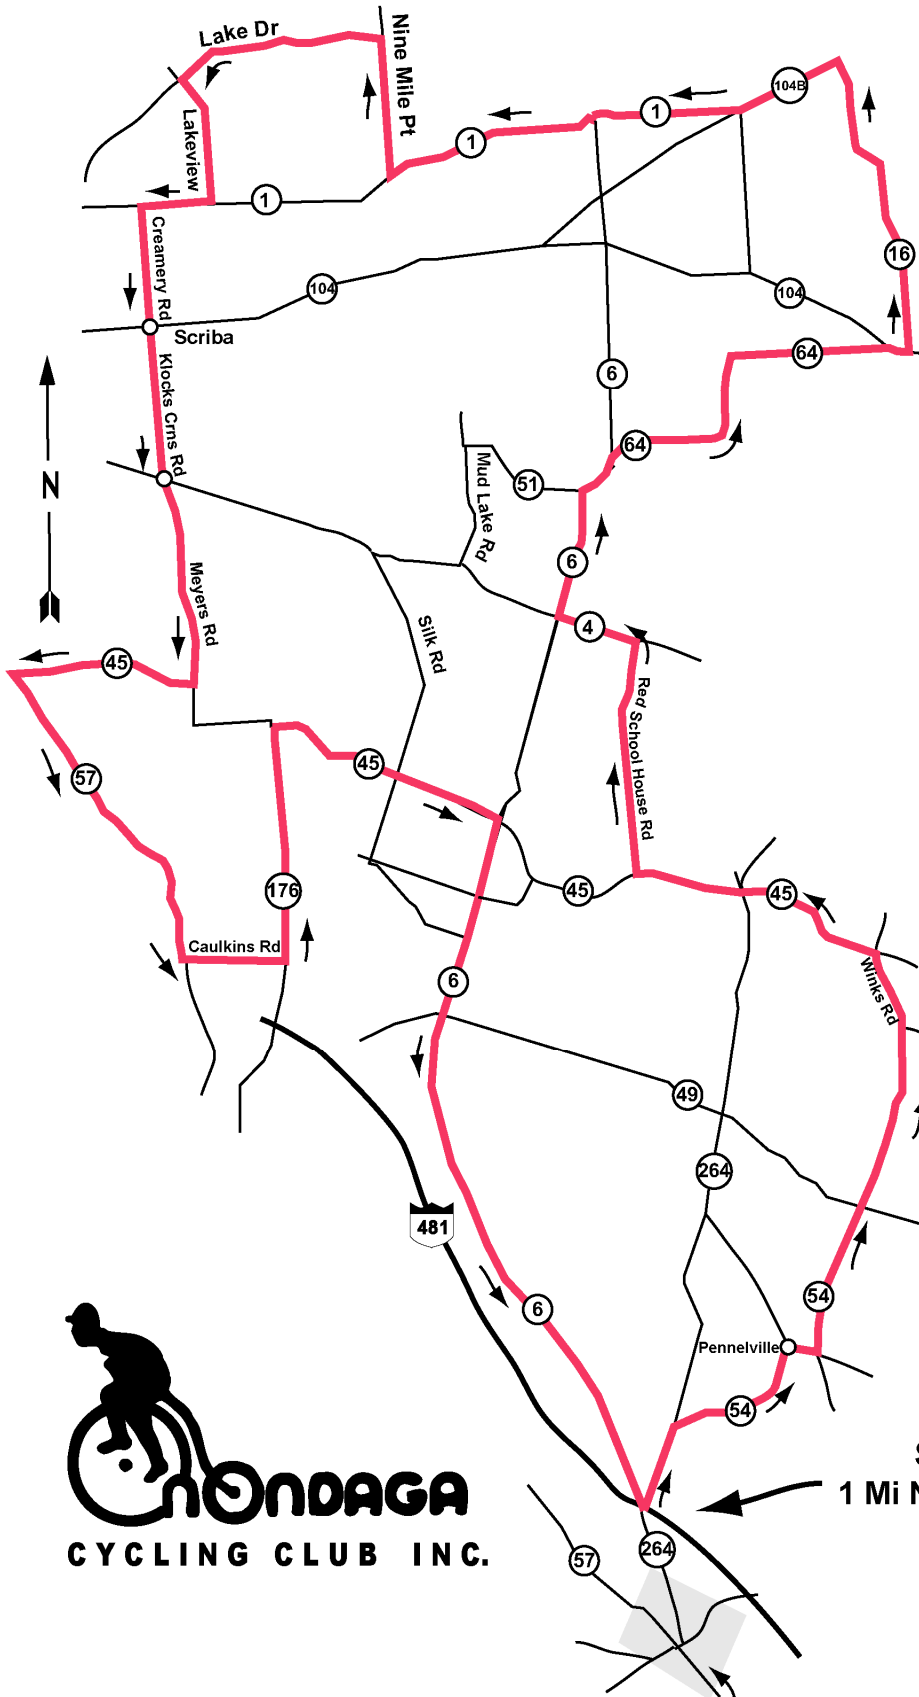 Lake Dr
Nine Mile Pt
104B
1
1
Lakeview
1
16
Creamery Rd
104
104
Scriba
64
Klocks Crns Rd
6
64
N
Mud Lake Rd
51
6
Meyers Rd
Silk Rd
4
45
Red School House Rd
45
57
176
45
45
Caulkins Rd
6
Winks Rd
49
264
481
54
6
Pennelville
54
1 Mi N
ONONDAGA
CYCLING CLUB INC.
264
57